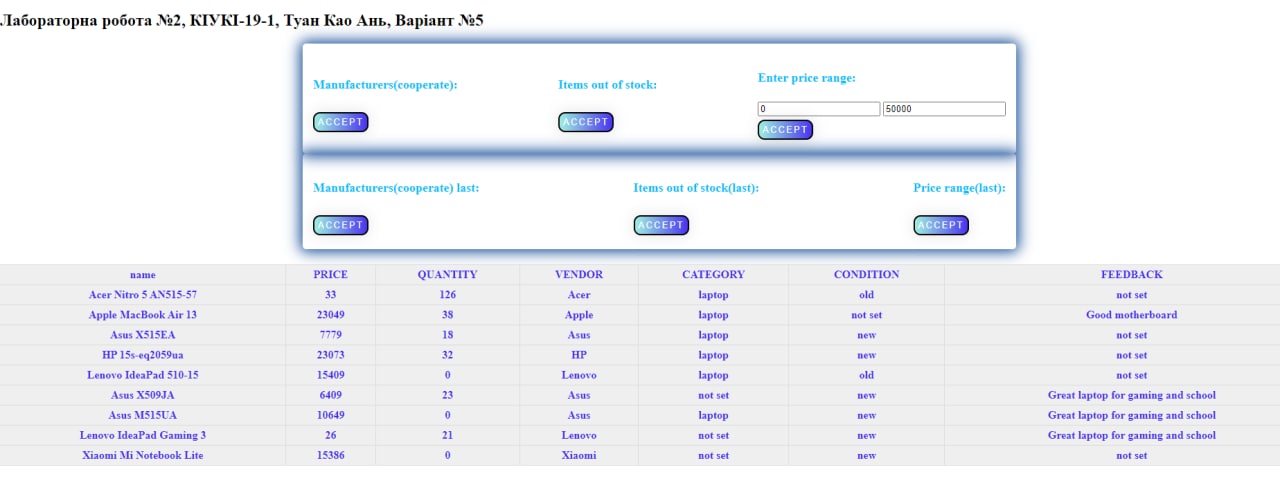 Лабораторна робота №2, КІУКІ-19-1, Туан Као Ань, Варіант №5
Manufacturers(cooperate): Items out of stock: Enter price range:
0 50000
ACCEPT ACCEPT ACCEPT
Manufacturers(cooperate) last: Items out of stock(last): Price range(last):
ACCEPT ACCEPT ACCEPT
name PRICE QUANTITY VENDOR CATEGORY CONDITION FEEDBACK
Acer Nitro 5 AN515-57 33 126 Acer laptop old not set
Apple MacBook Air 13 23049 38 Apple laptop not set Good motherboard
Asus X515EA 7779 18 Asus laptop new not set
HP 15s-eq2059ua 23073 32 HP laptop new not set
Lenovo IdeaPad 510-15 15409 0 Lenovo laptop old not set
Asus X509JA 6409 23 Asus not set new Great laptop for gaming and school
Asus M515UA 10649 0 Asus laptop new Great laptop for gaming and school
Lenovo IdeaPad Gaming 3 26 21 Lenovo not set new Great laptop for gaming and school
Xiaomi Mi Notebook Lite 15386 0 Xiaomi not set new not set